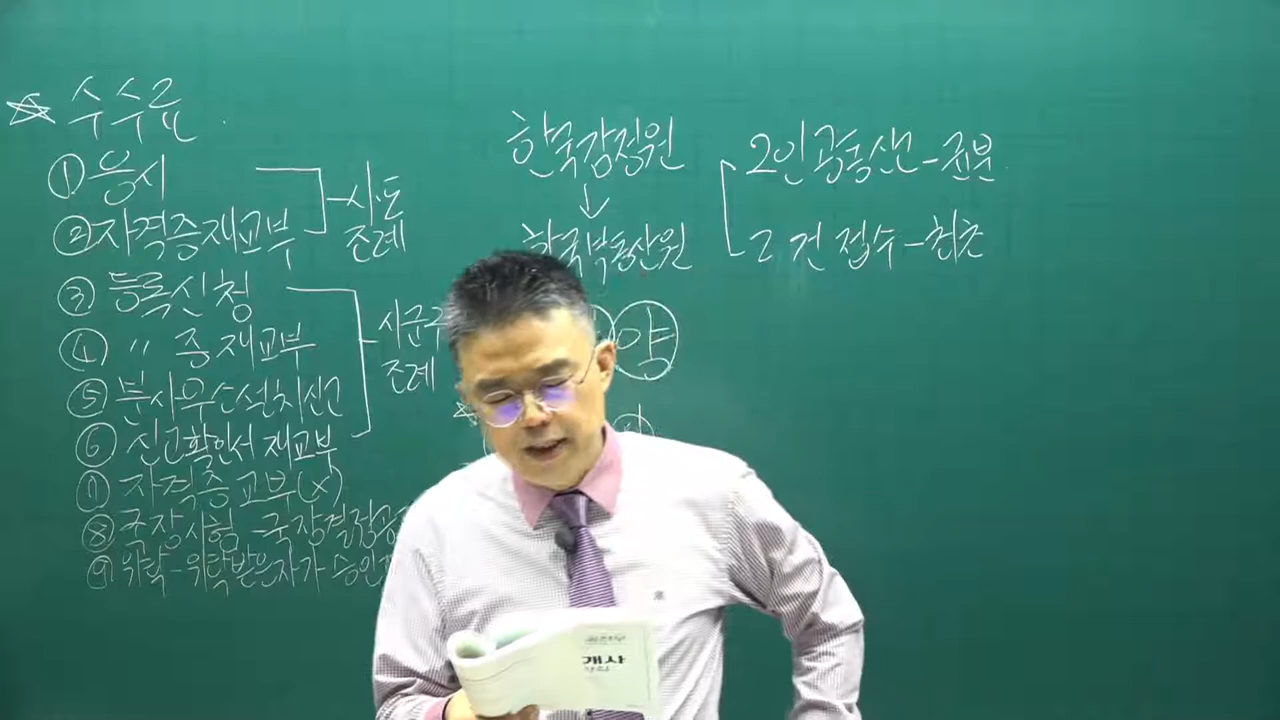 ☆ 수수료.
① 응시
② 자격증재교부
시·도
조례
③ 등록신청
④ 〃 증 재교부
⑤ 분사무소설치신고
⑥ 신고확인서 재교부
시군구
조례
⑦ 자격증 교부(x)
⑧ 국장시험 - 국장결정공고
⑨ 위탁 - 위탁받은자가 승인
한국감정원
↓
한국부동산원
2인공동산 -
2 건 접수 -
양
개사